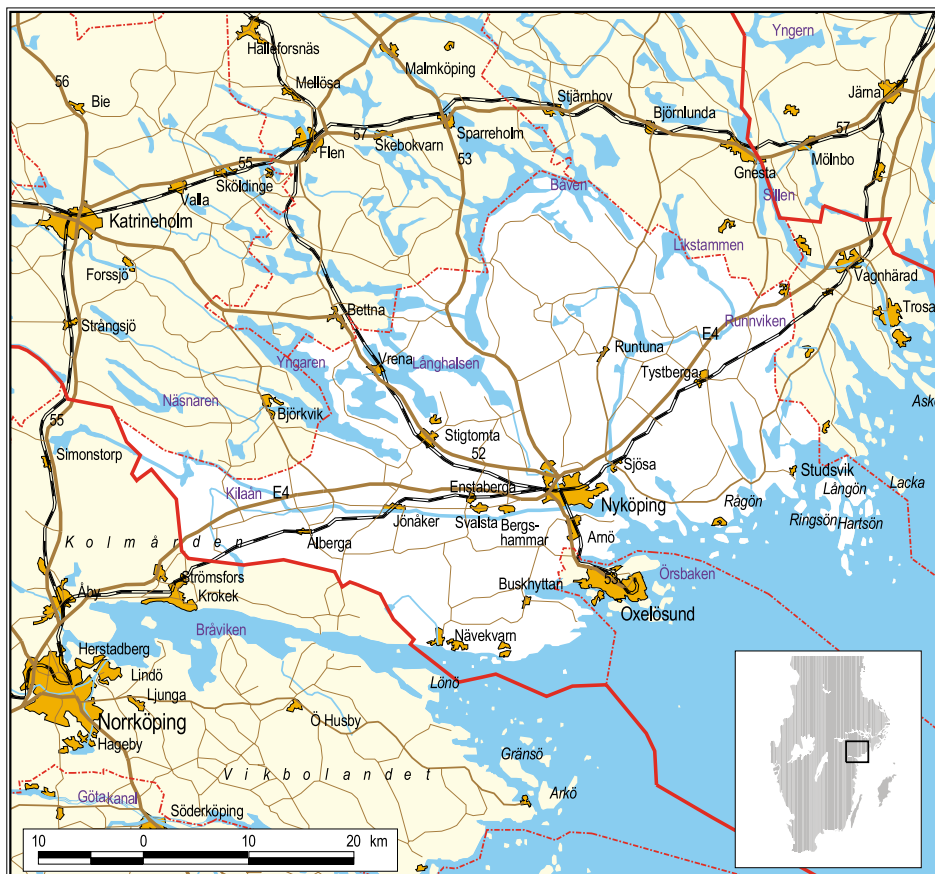 Yngern
Hälleforsnäs
Malmköping
56
Bie
Mellösa
Järna
Stjärnhov
Björnlunda
57
Sparreholm
57
Flen
Skebokvarn
Mölnbo
53
55
Sköldinge
Gnesta
Valla
Båven
Sillen
Katrineholm
Likstammen
Forssjö
Vagnhärad
Bettna
Runnviken
Trosa
Strångsjö
E4
Runtuna
Yngaren
Vrena
Långhalsen
Tystberga
Näsnaren
Björkvik
Askö
55
Stigtomta
Simonstorp
52
Sjösa
Studsvik
Kilaån
E4
Enstaberga
Långön
Lacka
Nyköping
Rågön
Jönåker
Svalsta
Bergs-
hammar
Ringsön
Hartsön
Kolmården
Ålberga
Arnö
Strömsfors
Buskhyttan
53
Örsbaken
Åby
Krokek
Oxelösund
Bråviken
Nävekvarn
Herstadberg
Lindö
Lönö
Ljunga
Norrköping
Ö Husby
Hageby
Gränsö
Vikbolandet
Arkö
Göta kanal
Söderköping
10 0 10 20 km